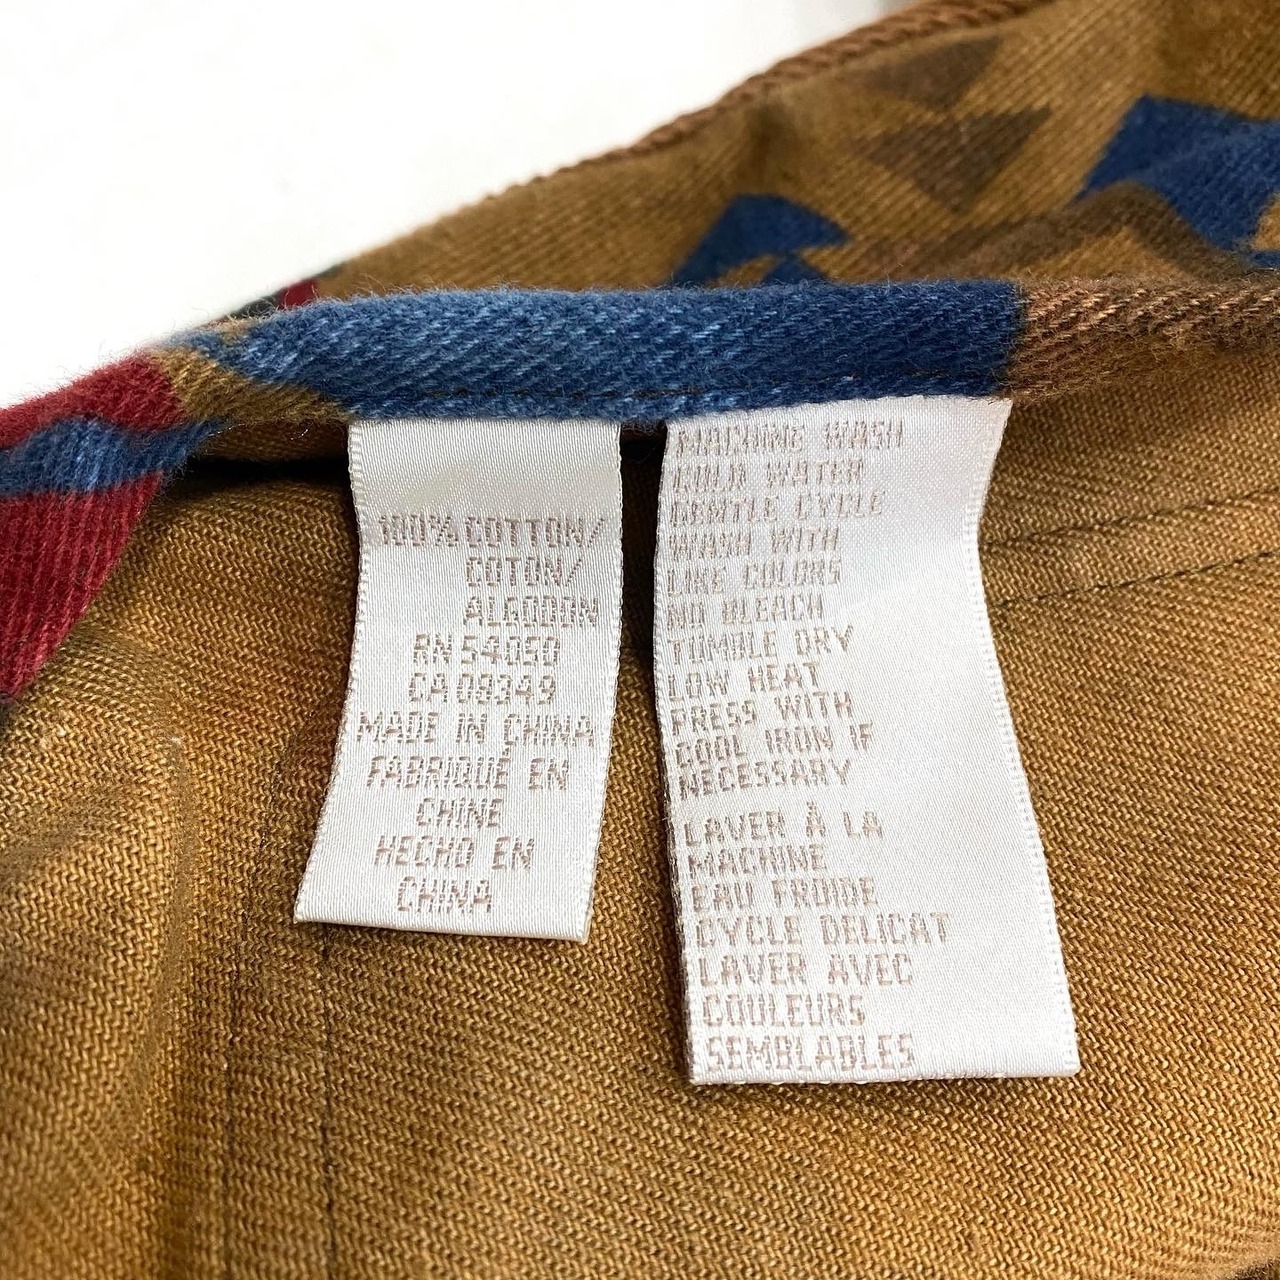 100% COTTON/
COTON/
ALGODON
RN 54050
CA 08349
MADE IN CHINA
FABRIQUÉ EN
CHINE
HECHO EN
CHINA
MACHINE WASH
COLD WATER
GENTLE CYCLE
WASH WITH
LIKE COLORS
NO BLEACH
TUMBLE DRY
LOW HEAT
PRESS WITH
COOL IRON IF
NECESSARY
LAVER À LA
MACHINE
EAU FROIDE
CYCLE DELICAT
LAVER AVEC
COULEURS
SEMBLABLES